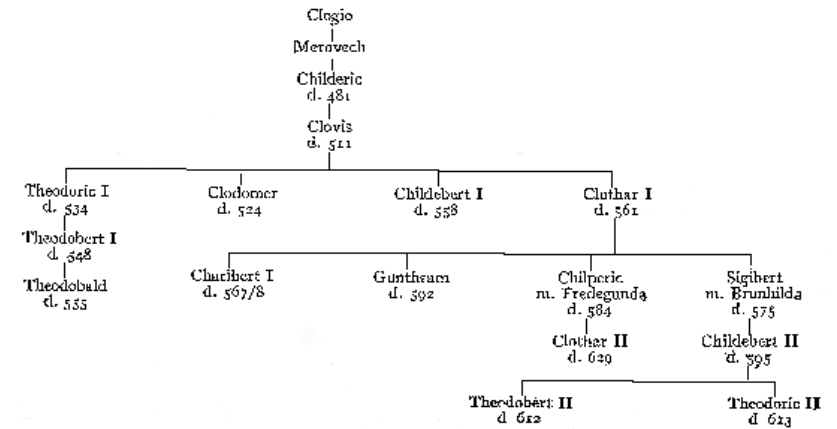 Clogio
Merovech
Childeric
d. 481
Clovis
d. 511
Theodoric I
d. 534
Clodomer
d. 524
Childebert I
d. 558
Clothar I
d. 561
Theodobert I
d. 548
Theodobald
d. 555
Charibert I
d. 567/8
Guntheam
d. 592
Chilperic
m. Fredegunda
d. 584
Sigibert
m. Brunhilda
d. 575
Clothar II
d. 629
Childebert II
d. 595
Theodobert II
d 612
Theodoric II
d 613